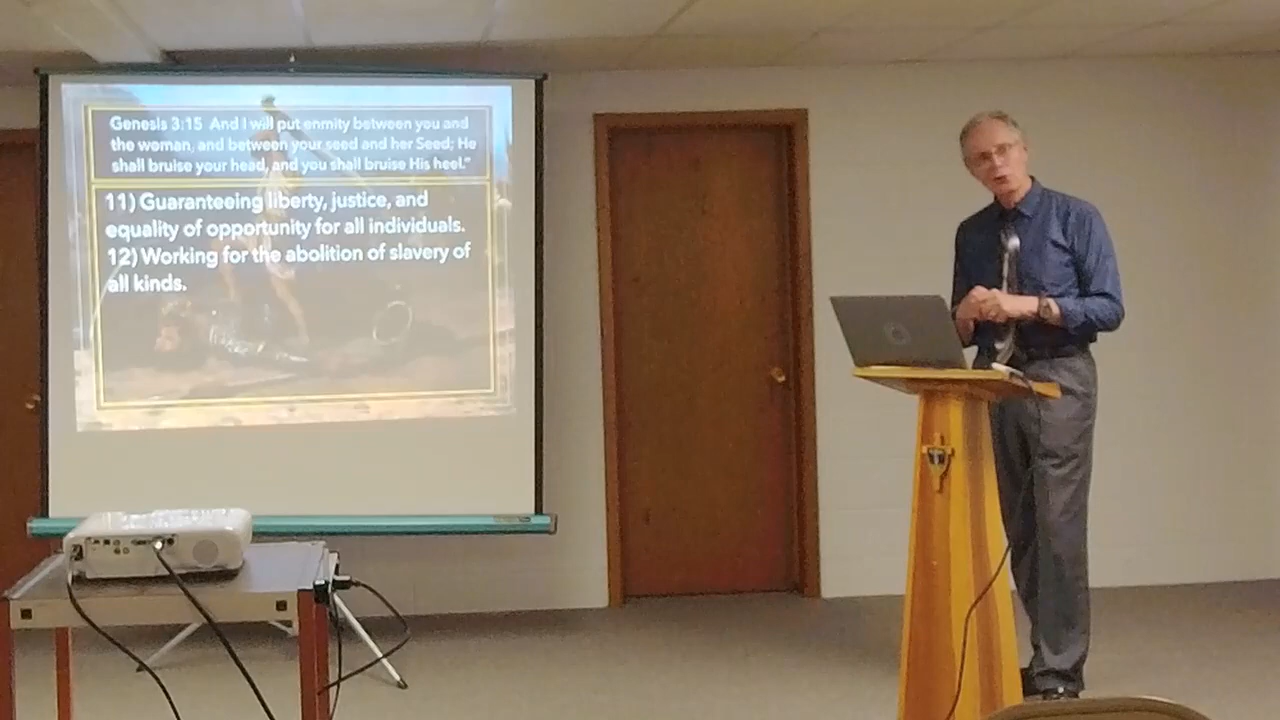 Genesis 3:15 And I will put enmity between you and
the woman, and between your seed and her Seed; He
shall bruise your head, and you shall bruise His heel."
11) Guaranteeing liberty, justice, and
equality of opportunity for all individuals.
12) Working for the abolition of slavery of
all kinds.